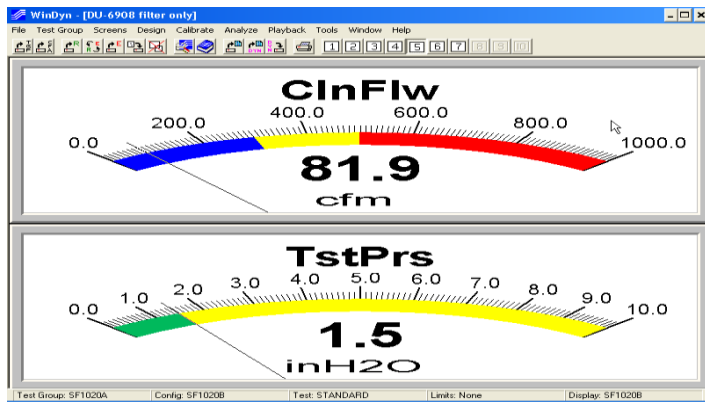 WinDyn - [DU-6908 filter only]
File Test Group Screens Design Calibrate Analyze Playback Tools Window Help
1 2 3 4 5 6 7 8 9 10
ClnFlw
0.0 200.0 400.0 600.0 800.0 1000.0
81.9
cfm
TstPrs
0.0 1.0 2.0 3.0 4.0 5.0 6.0 7.0 8.0 9.0 10.0
1.5
inH2O
Test Group: SF1020A Config: SF1020B Test: STANDARD Limits: None Display: SF1020B